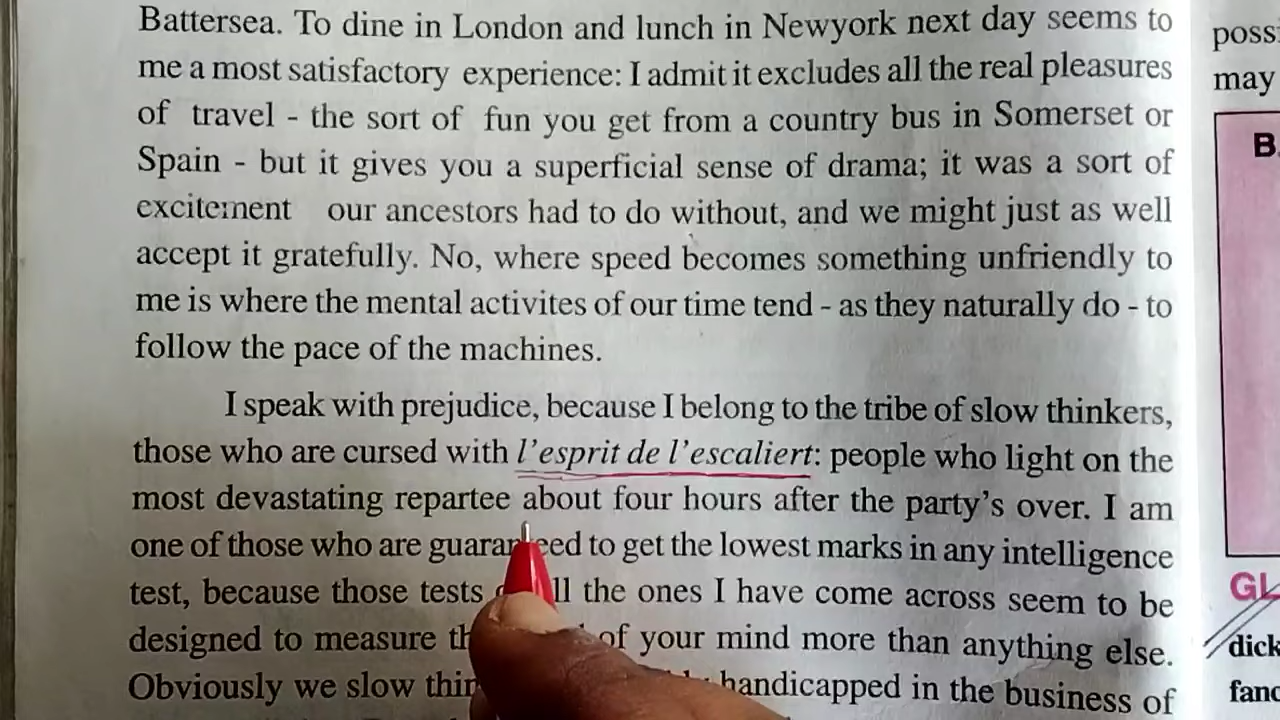 Battersea. To dine in London and lunch in Newyork next day seems to
me a most satisfactory experience: I admit it excludes all the real pleasures
of travel - the sort of fun you get from a country bus in Somerset or
Spain - but it gives you a superficial sense of drama; it was a sort of
excitement our ancestors had to do without, and we might just as well
accept it gratefully. No, where speed becomes something unfriendly to
me is where the mental activites of our time tend - as they naturally do - to
follow the pace of the machines.
I speak with prejudice, because I belong to the tribe of slow thinkers,
those who are cursed with l'esprit de l'escaliert: people who light on the
most devastating repartee about four hours after the party's over. I am
one of those who are guaranteed to get the lowest marks in any intelligence
test, because those tests all the ones I have come across seem to be
designed to measure of your mind more than anything else.
Obviously we slow handicapped in the business of
may
B
GL
dick